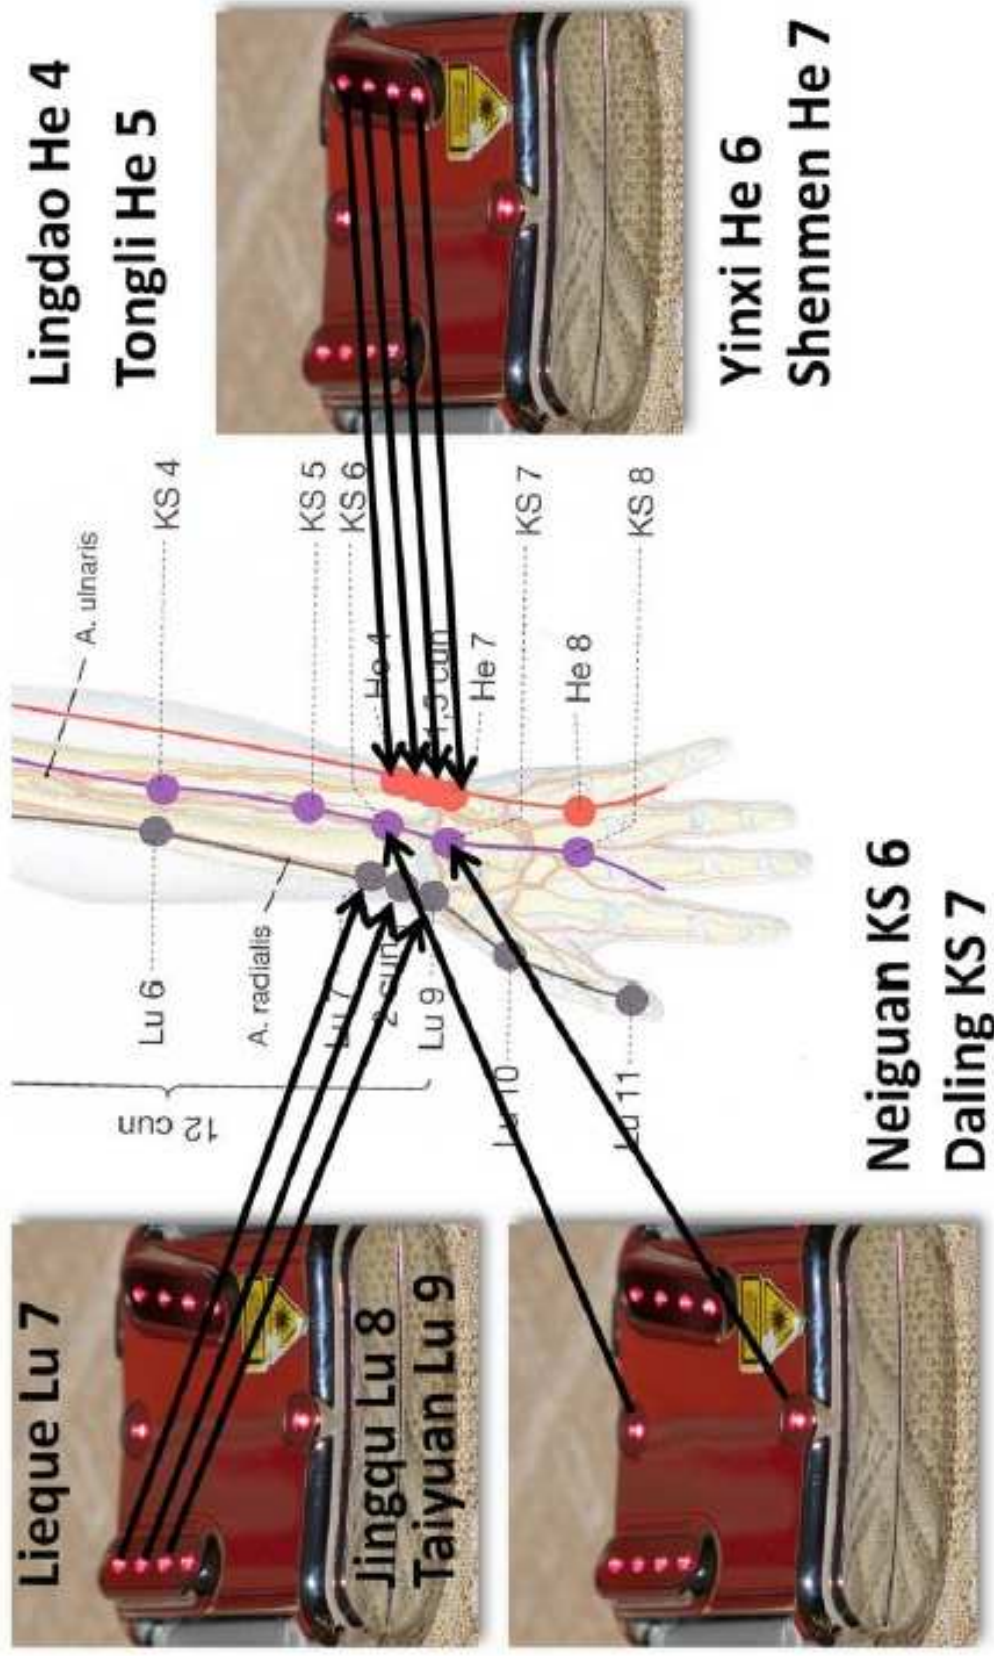 Lieque Lu 7
Jingqu Lu 8
Taiyuan Lu 9
12 cun
Lu 6
A. radialis
Lu 7
2 cun
Lu 9
Lu 10
Lu 11
A. ulnaris
KS 4
KS 5
KS 6
He 4
1,5 cun
He 7
KS 7
He 8
KS 8
Lingdao He 4
Tongli He 5
Yinxi He 6
Shenmen He 7
Neiguan KS 6
Daling KS 7